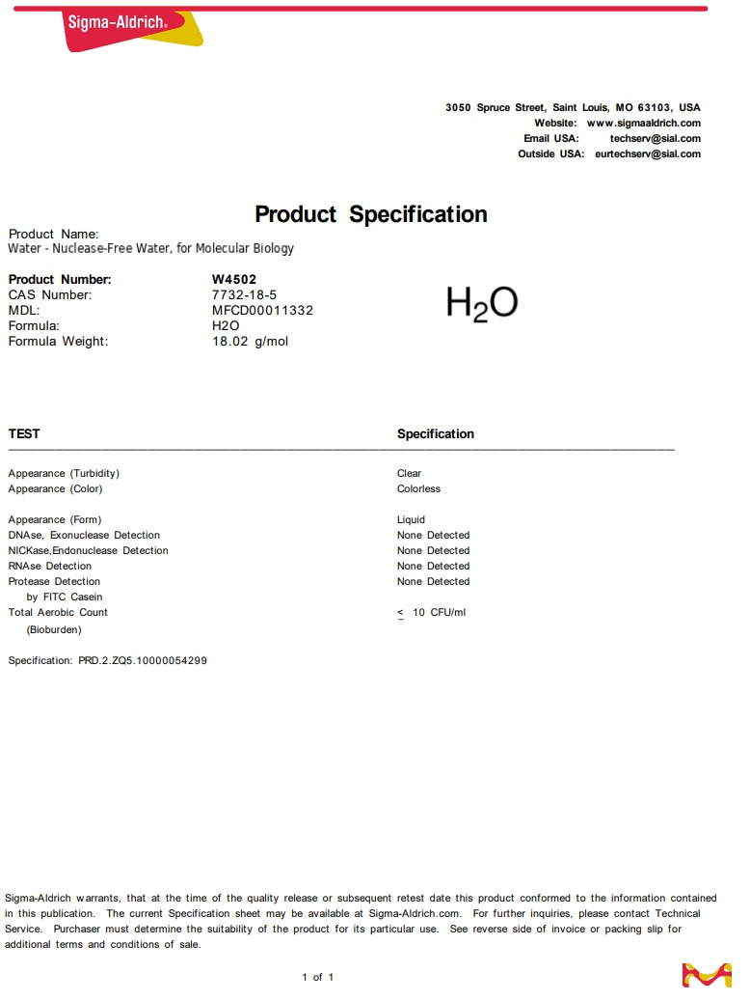 Sigma-Aldrich®
3050 Spruce Street, Saint Louis, MO 63103, USA
Website: www.sigmaaldrich.com
Email USA: techserv@sial.com
Outside USA: eurtechserv@sial.com
Product Specification
Product Name:
Water - Nuclease-Free Water, for Molecular Biology
Product Number: W4502
CAS Number: 7732-18-5
MDL: MFCD00011332
Formula: H2O
Formula Weight: 18.02 g/mol
H₂O
TEST Specification
Appearance (Turbidity) Clear
Appearance (Color) Colorless
Appearance (Form) Liquid
DNAse, Exonuclease Detection None Detected
NICKase,Endonuclease Detection None Detected
RNAse Detection None Detected
Protease Detection None Detected
by FITC Casein
Total Aerobic Count ≤ 10 CFU/ml
(Bioburden)
Specification: PRD.2.ZQ5.10000054299
Sigma-Aldrich warrants, that at the time of the quality release or subsequent retest date this product conformed to the information contained
in this publication. The current Specification sheet may be available at Sigma-Aldrich.com. For further inquiries, please contact Technical
Service. Purchaser must determine the suitability of the product for its particular use. See reverse side of invoice or packing slip for
additional terms and conditions of sale.
1 of 1
M